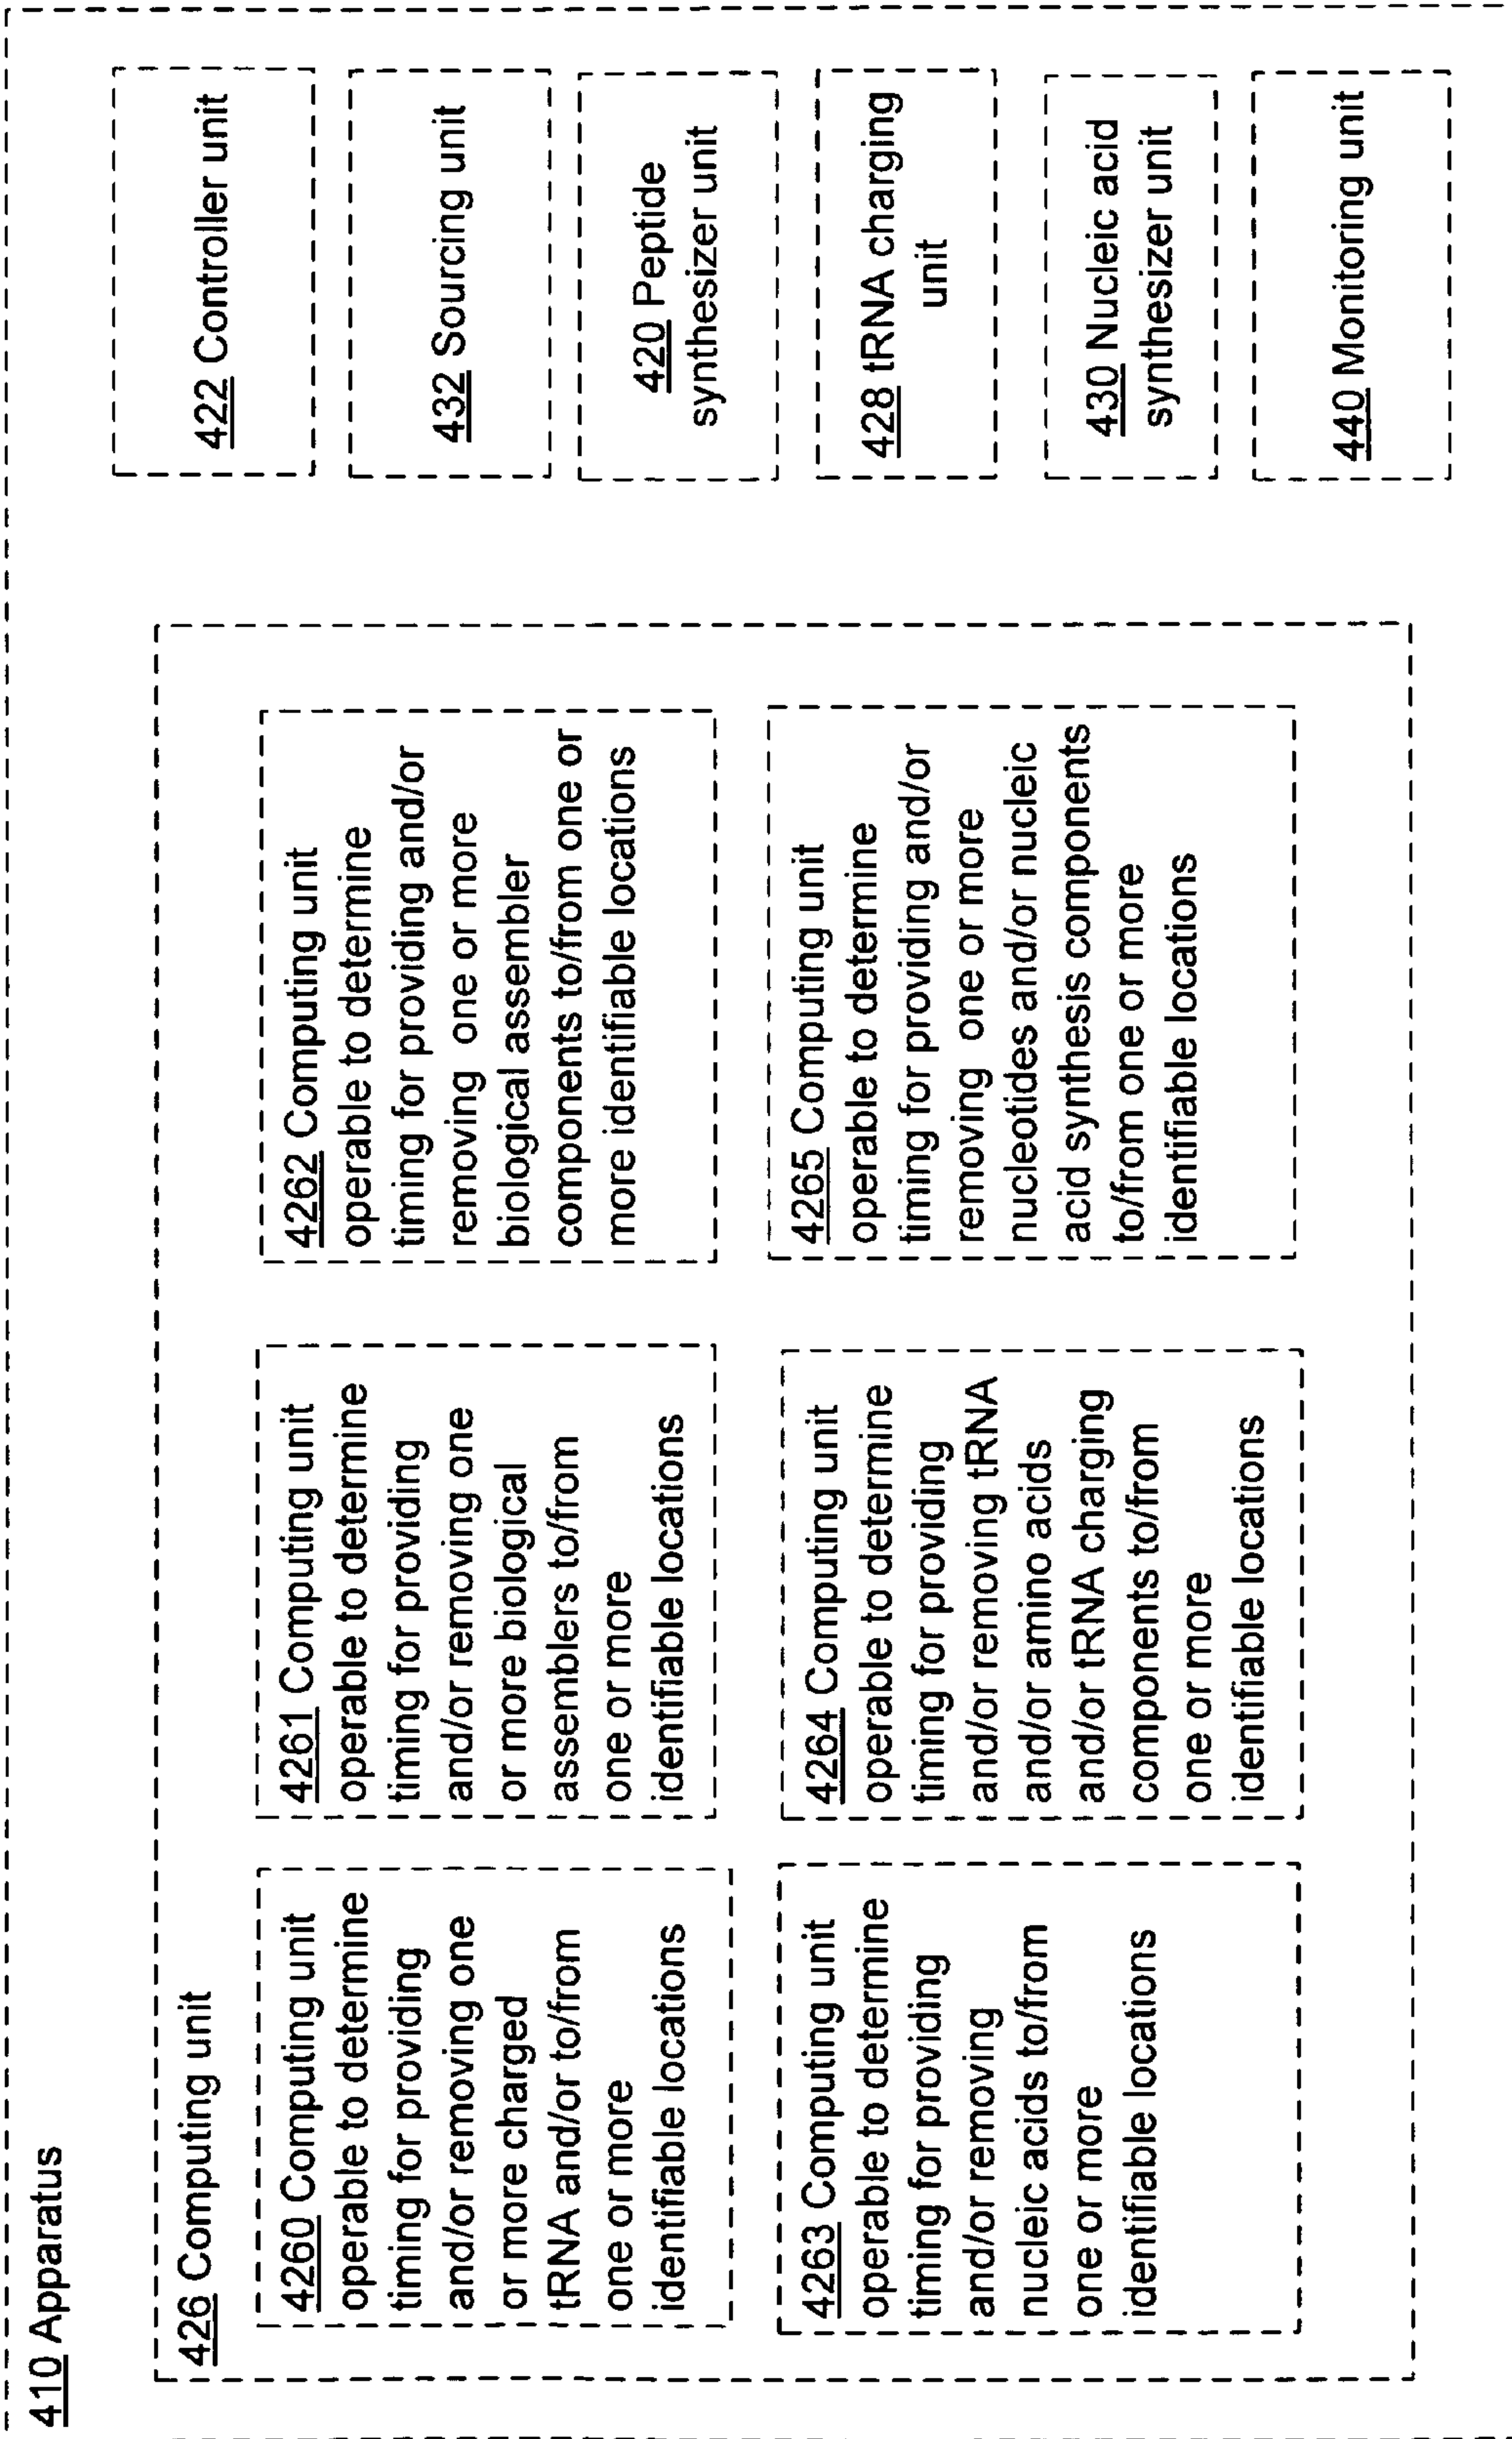 410 Apparatus
426 Computing unit
4260 Computing unit
operable to determine
timing for providing
and/or removing one
or more charged
tRNA and/or to/from
one or more
identifiable locations
4261 Computing unit
operable to determine
timing for providing
and/or removing one
or more biological
assemblers to/from
one or more
identifiable locations
4262 Computing unit
operable to determine
timing for providing and/or
removing one or more
biological assembler
components to/from one or
more identifiable locations
4263 Computing unit
operable to determine
timing for providing
and/or removing
nucleic acids to/from
one or more
identifiable locations
4264 Computing unit
operable to determine
timing for providing
and/or removing tRNA
and/or amino acids
and/or tRNA charging
components to/from
one or more
identifiable locations
4265 Computing unit
operable to determine
timing for providing and/or
removing one or more
nucleotides and/or nucleic
acid synthesis components
to/from one or more
identifiable locations
422 Controller unit
432 Sourcing unit
420 Peptide
synthesizer unit
428 tRNA charging
unit
430 Nucleic acid
synthesizer unit
440 Monitoring unit